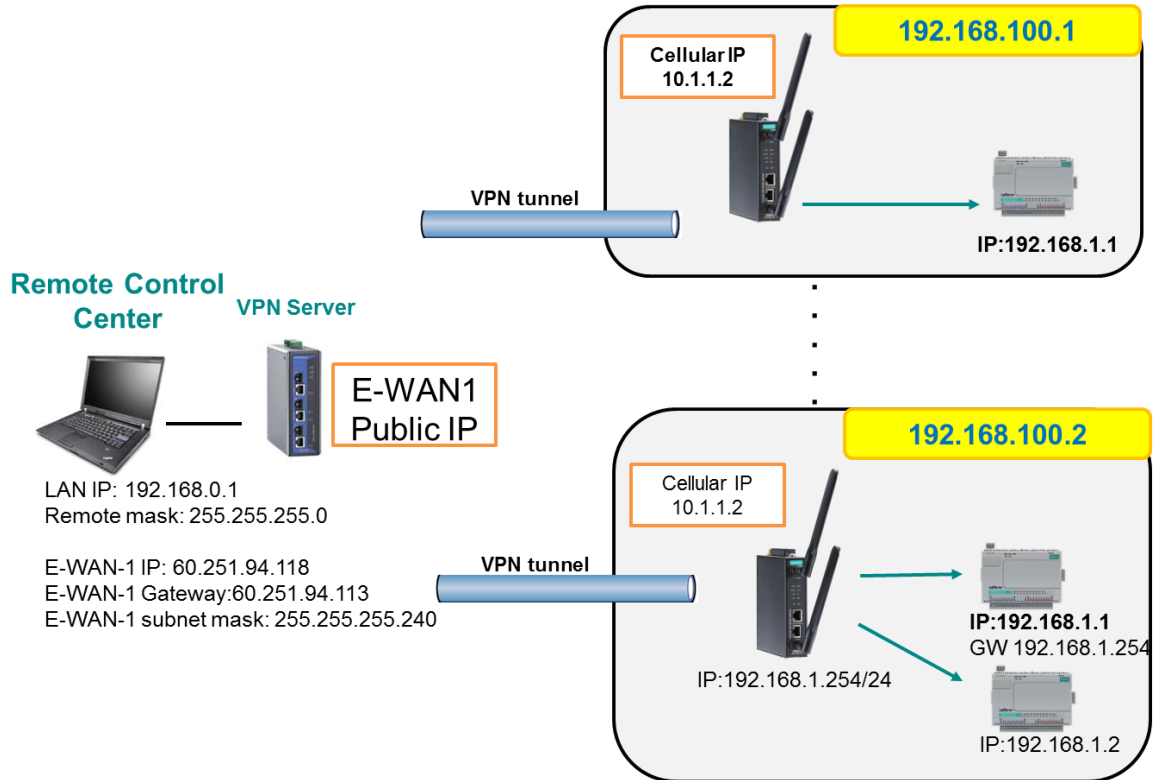 192.168.100.1
Cellular IP
10.1.1.2
VPN tunnel
IP:192.168.1.1
Remote Control
Center
VPN Server
E-WAN1
Public IP
LAN IP: 192.168.0.1
Remote mask: 255.255.255.0
E-WAN-1 IP: 60.251.94.118
E-WAN-1 Gateway:60.251.94.113
E-WAN-1 subnet mask: 255.255.255.240
192.168.100.2
Cellular IP
10.1.1.2
VPN tunnel
IP:192.168.1.254/24
IP:192.168.1.1
GW 192.168.1.254
IP:192.168.1.2